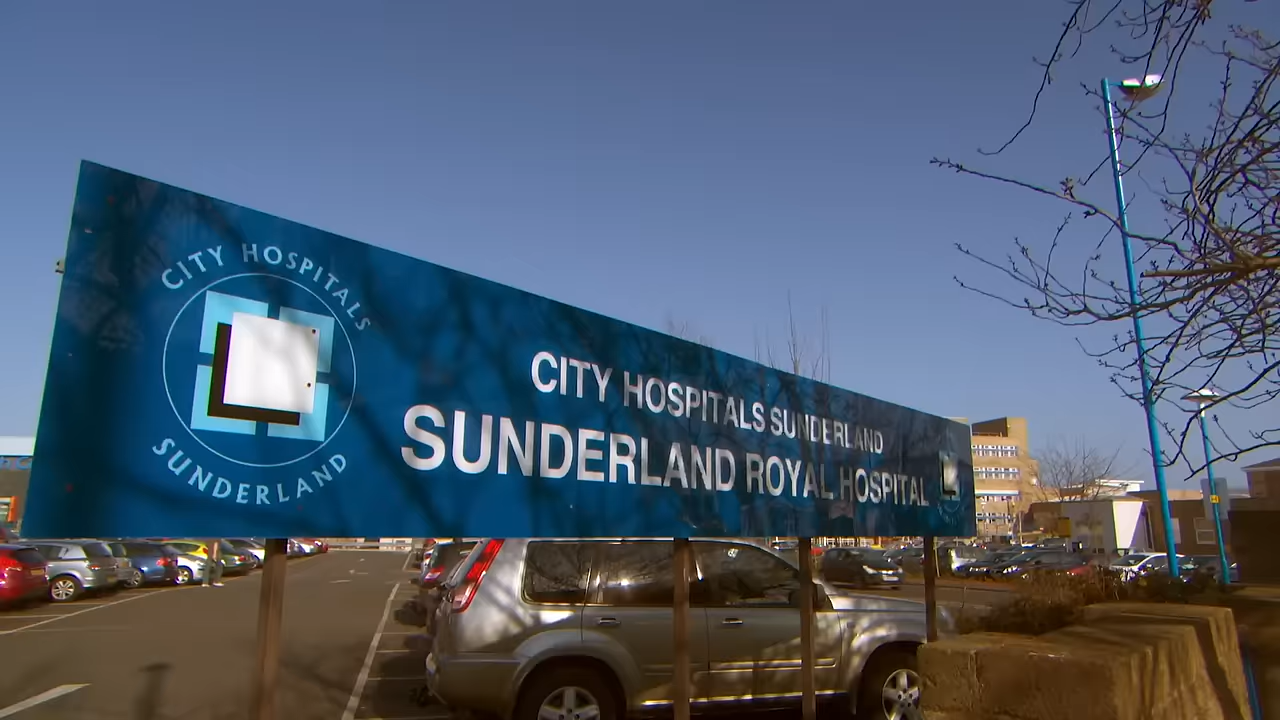 CITY HOSPITALS
SUNDERLAND
CITY HOSPITALS SUNDERLAND
SUNDERLAND ROYAL HOSPITAL